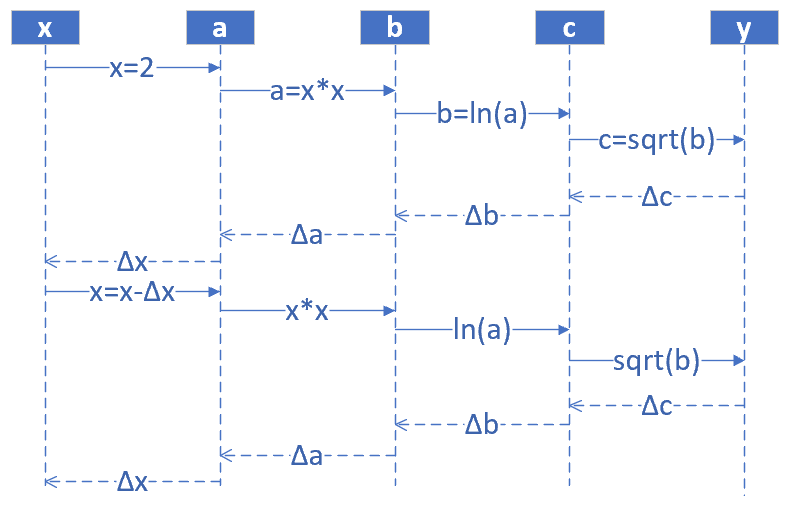 x a b c y
x=2
a=x*x
b=ln(a)
c=sqrt(b)
Δc
Δb
Δa
Δx
x=x-Δx
x*x
ln(a)
sqrt(b)
Δc
Δb
Δa
Δx